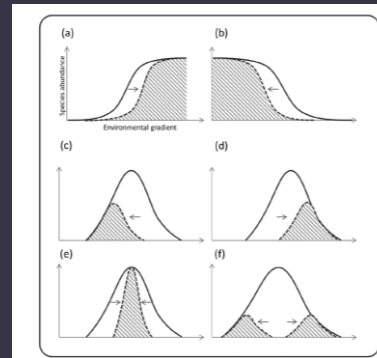 (a)
(b)
Species abundance
Environmental gradient
(c)
(d)
(e)
(f)